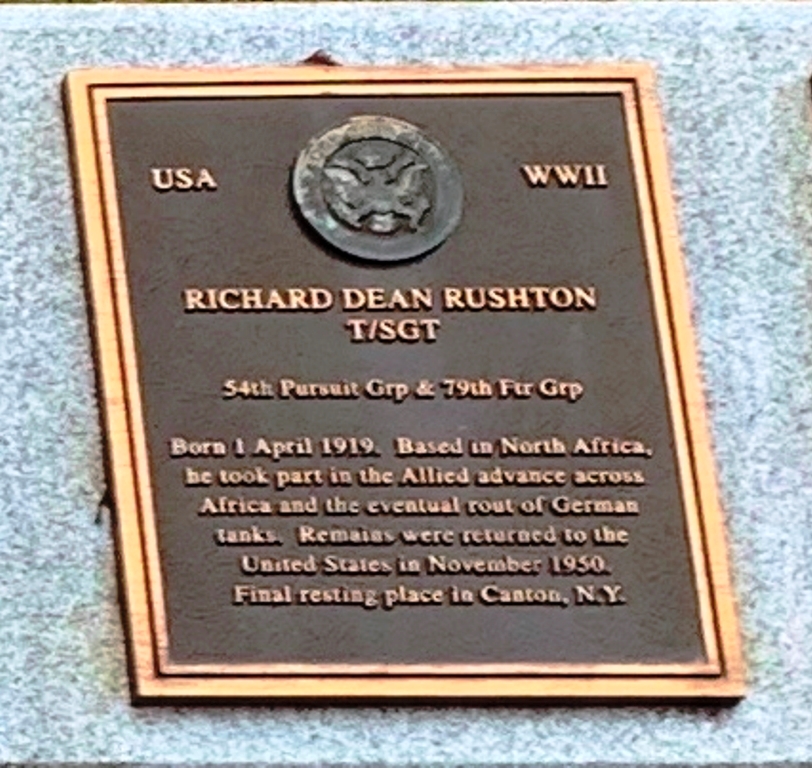 USA WWII
RICHARD DEAN RUSHTON
T/SGT
54th Pursuit Grp & 79th Ftr Grp
Born 1 April 1919. Based in North Africa,
he took part in the Allied advance across
Africa and the eventual rout of German
tanks. Remains were returned to the
United States in November 1950.
Final resting place in Canton, N.Y.